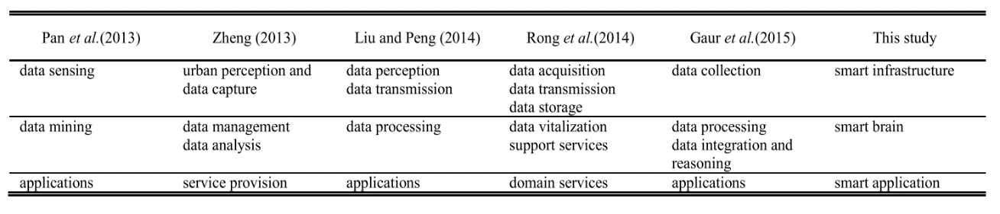 Pan et al.(2013) Zheng (2013) Liu and Peng (2014) Rong et al.(2014) Gaur et al.(2015) This study
data sensing urban perception and data perception data acquisition data collection smart infrastructure
data capture data transmission data transmission
data storage
data mining data management data processing data vitalization data processing smart brain
data analysis support services data integration and
reasoning
applications service provision applications domain services applications smart application